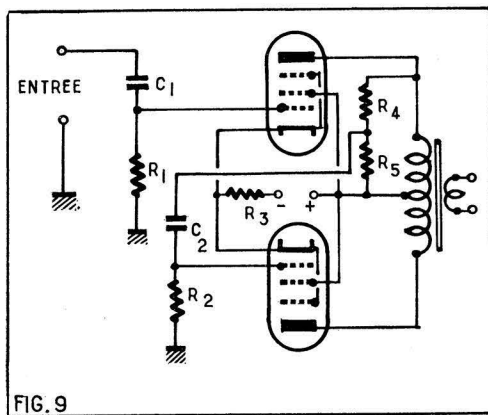 ENTREE
C1
R1
C2
R2
R3
- +
R4
R5
FIG. 9